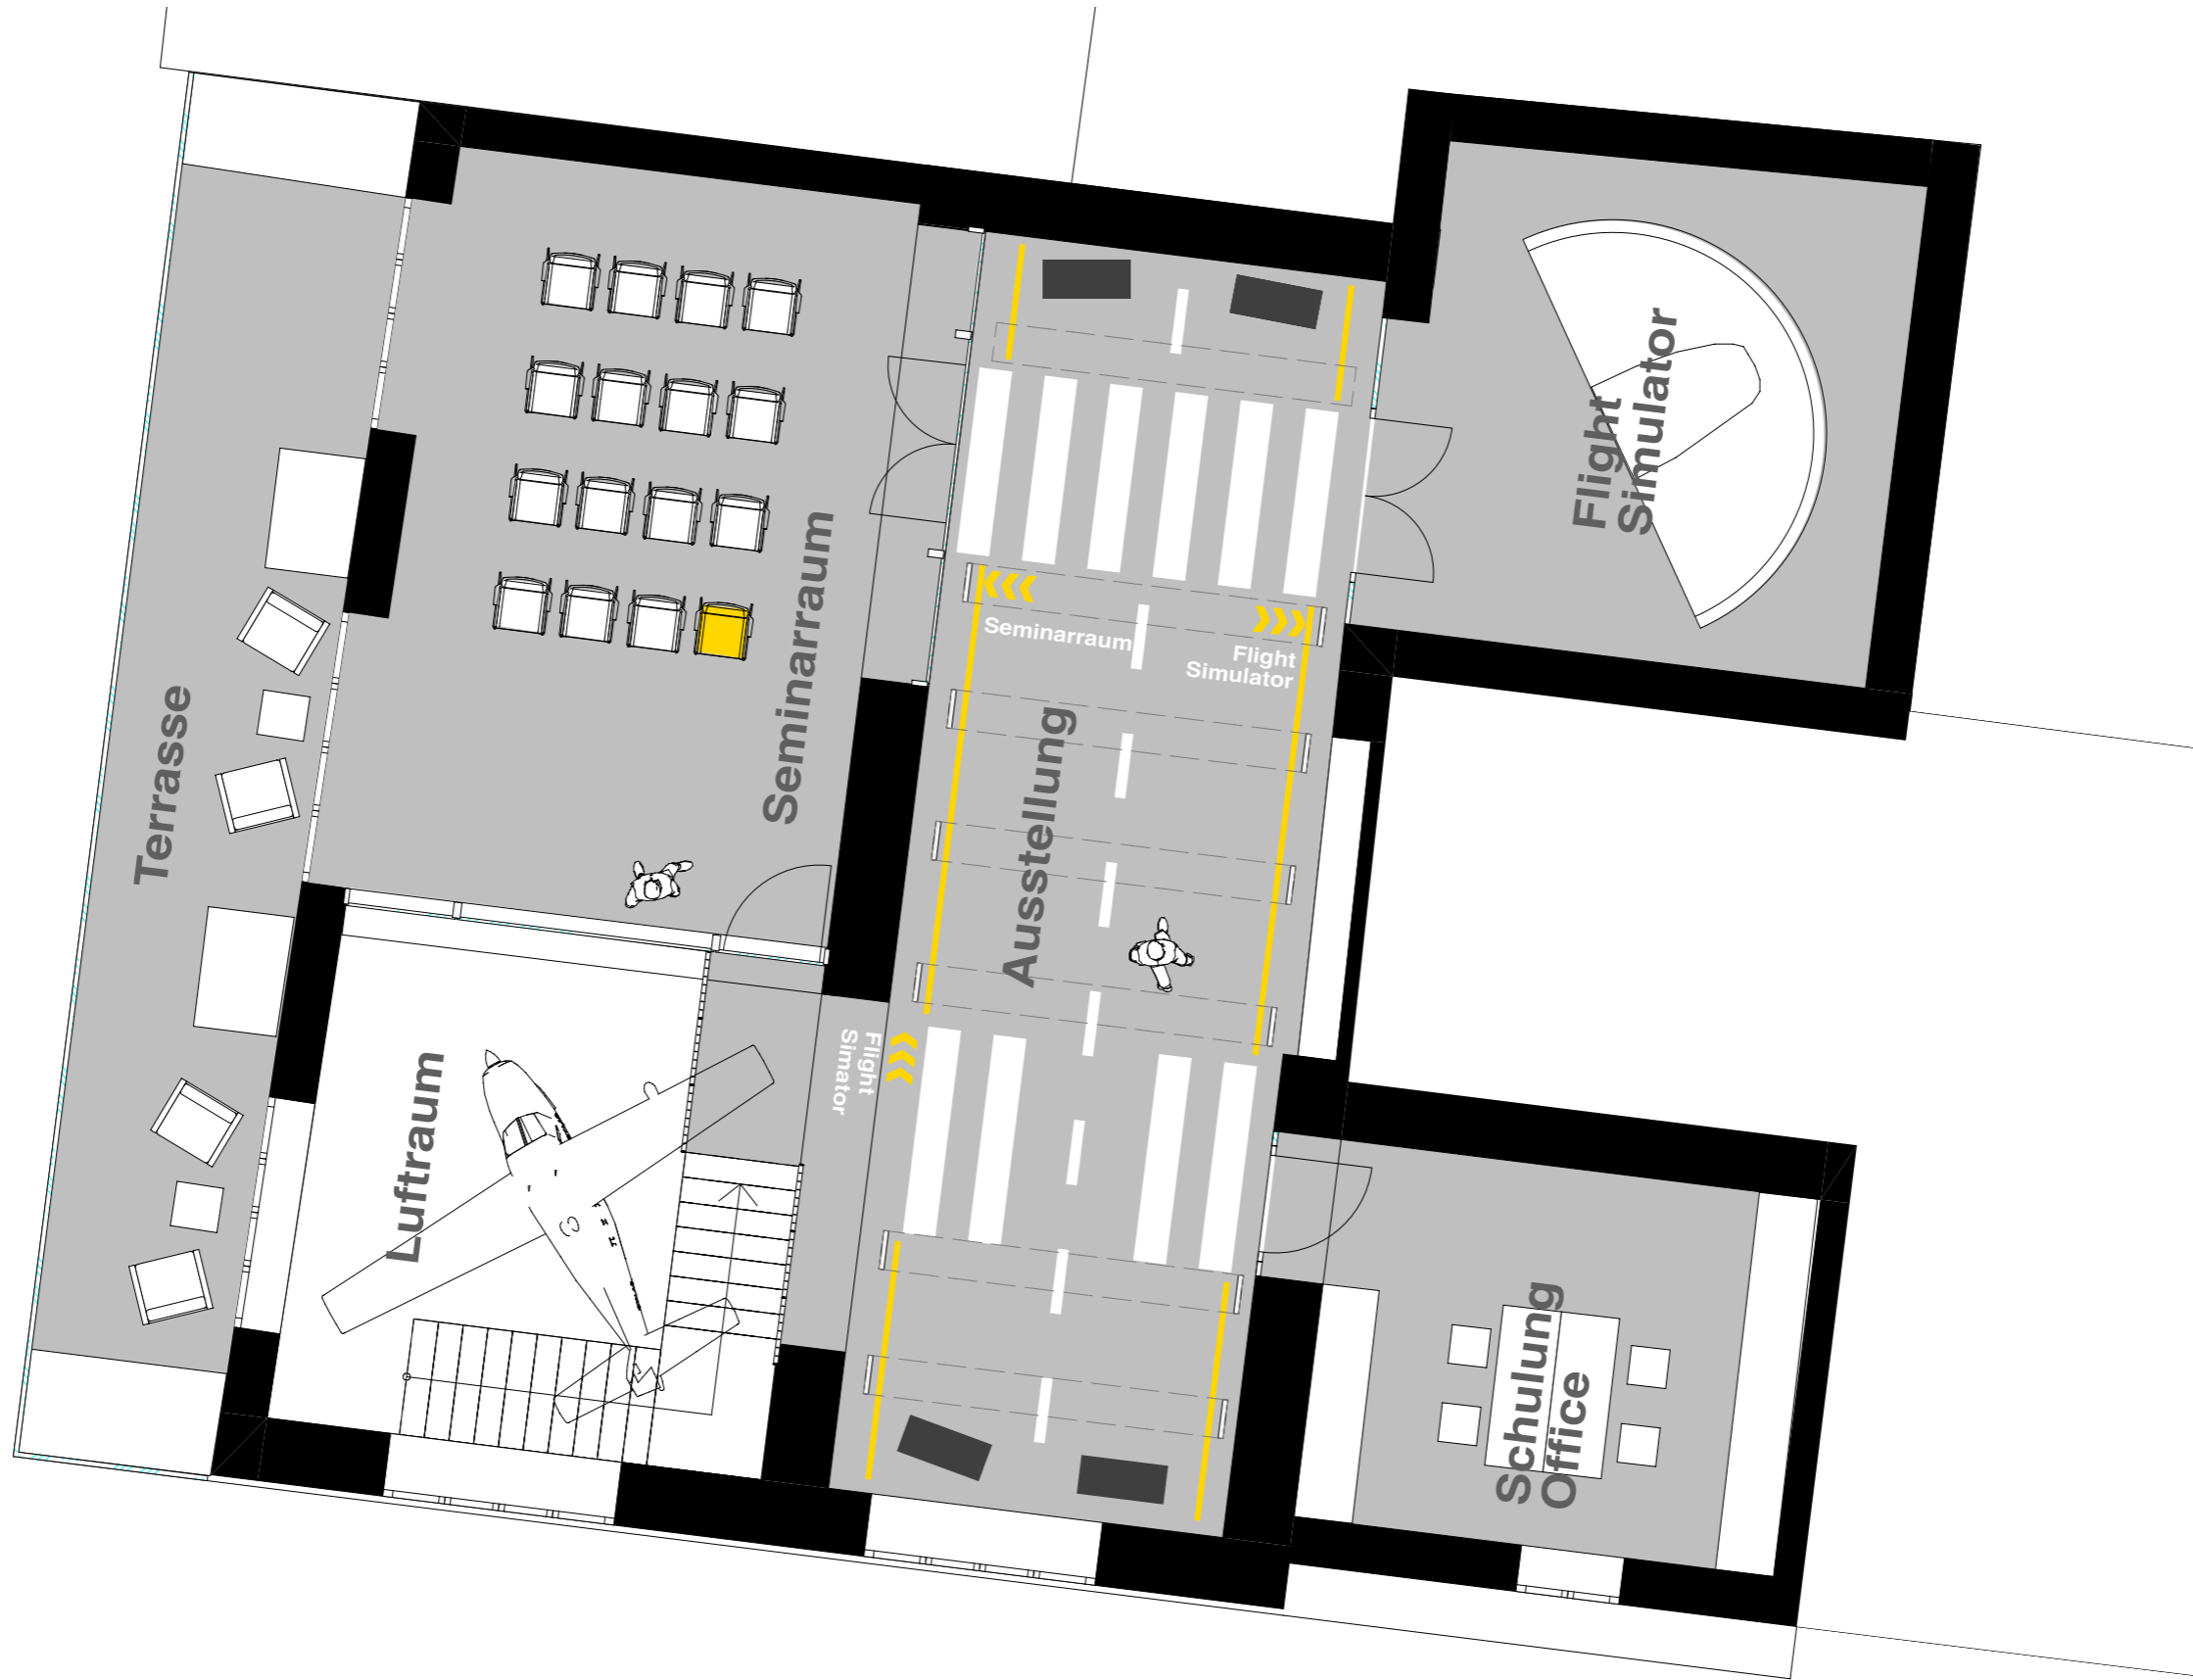 Terrasse
Seminarraum
Luftraum
Ausstellung
Seminarraum
Flight
Simulator
Flight
Simator
Flight
Simulator
Schulung
Office